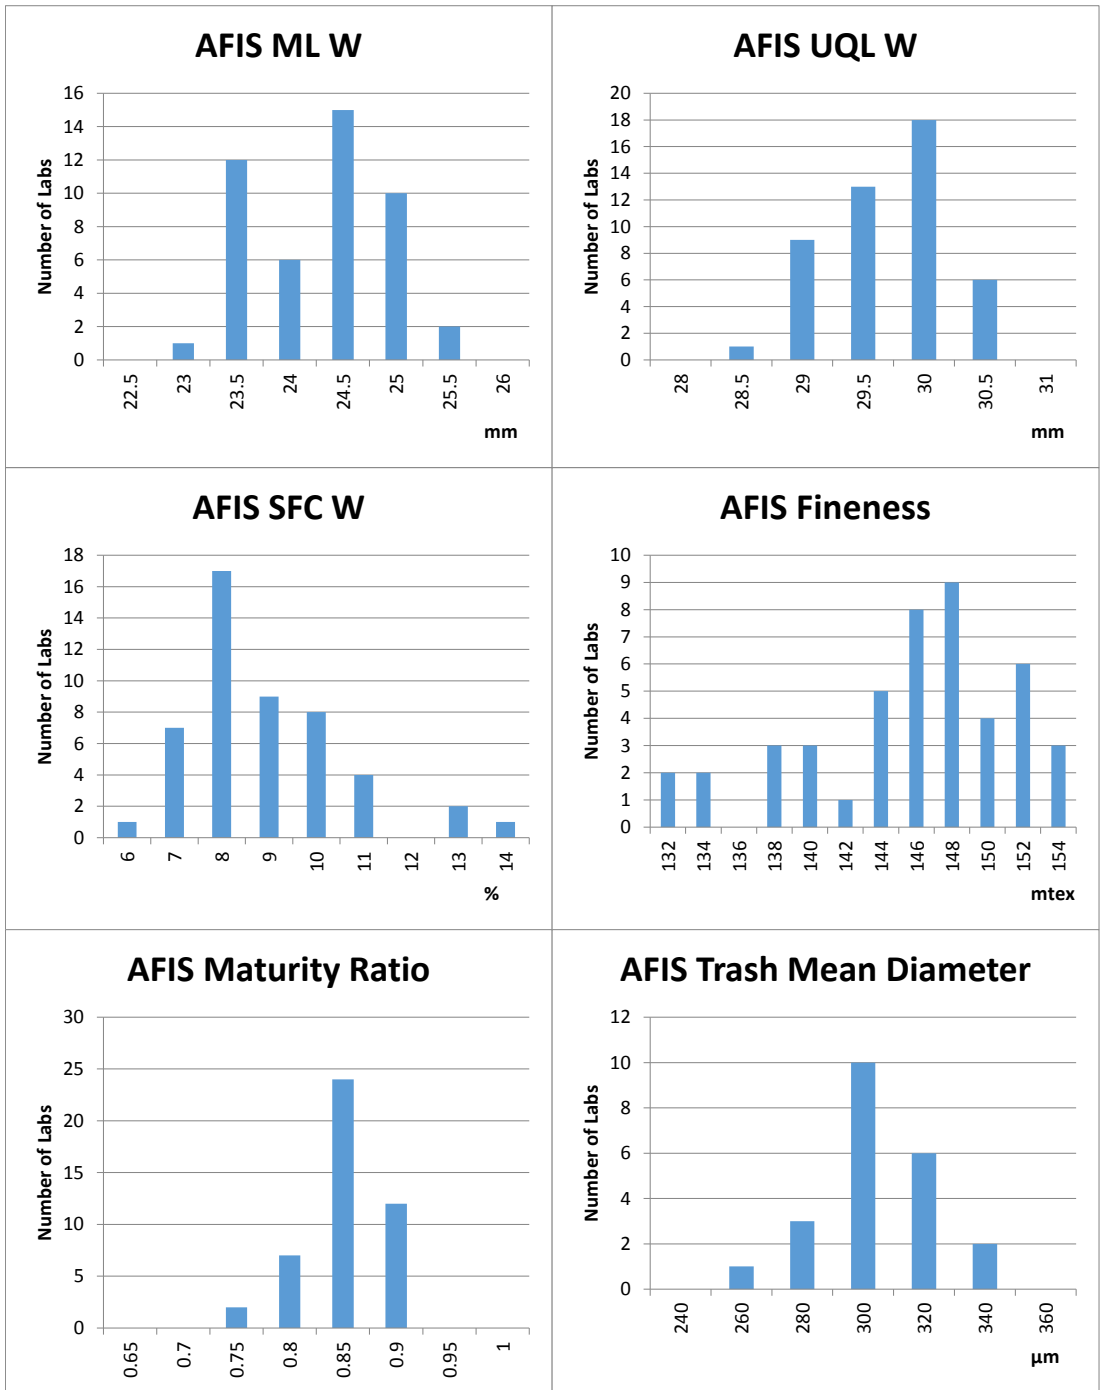 AFIS ML W
Number of Labs
16
14
12
10
8
6
4
2
0
22.5 23 23.5 24 24.5 25 25.5 26
mm
AFIS UQL W
Number of Labs
20
18
16
14
12
10
8
6
4
2
0
28 28.5 29 29.5 30 30.5 31
mm
AFIS SFC W
Number of Labs
18
16
14
12
10
8
6
4
2
0
6 7 8 9 10 11 12 13 14
%
AFIS Fineness
Number of Labs
10
9
8
7
6
5
4
3
2
1
0
132 134 136 138 140 142 144 146 148 150 152 154
mtex
AFIS Maturity Ratio
Number of Labs
30
25
20
15
10
5
0
0.65 0.7 0.75 0.8 0.85 0.9 0.95 1
AFIS Trash Mean Diameter
Number of Labs
12
10
8
6
4
2
0
240 260 280 300 320 340 360
µm